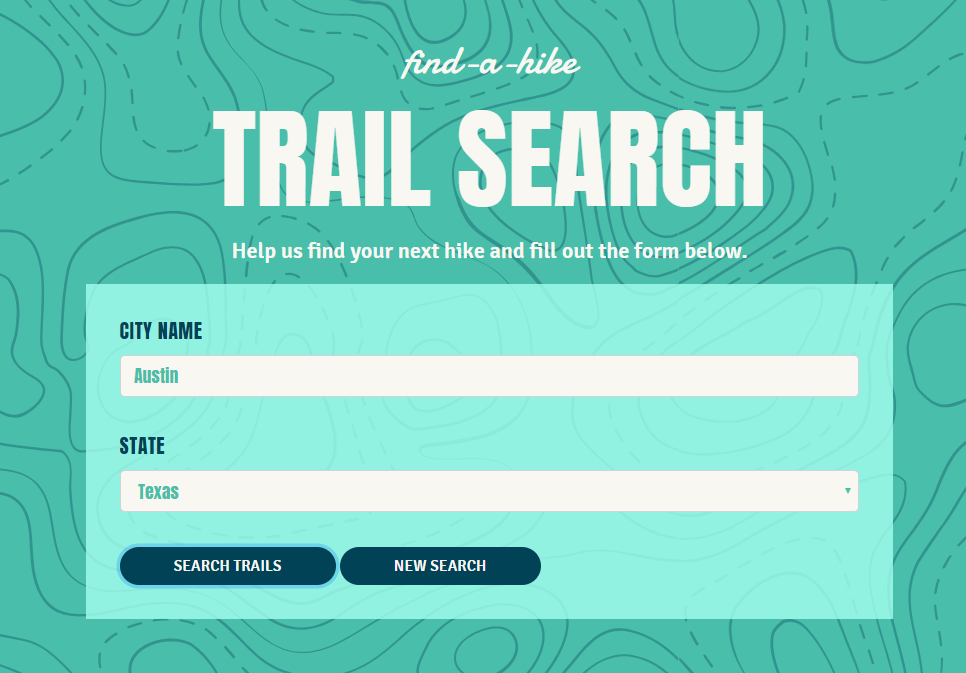 find-a-hike
TRAIL SEARCH
Help us find your next hike and fill out the form below.
CITY NAME
Austin
STATE
Texas
SEARCH TRAILS NEW SEARCH